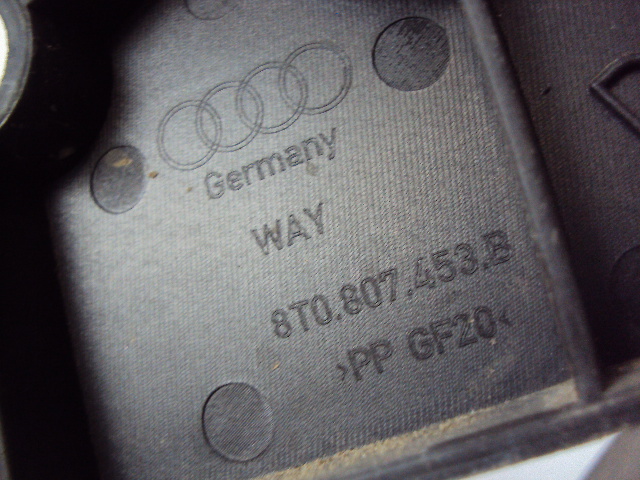 Germany
WAY
8T0.807.453.B
>PP GF20<